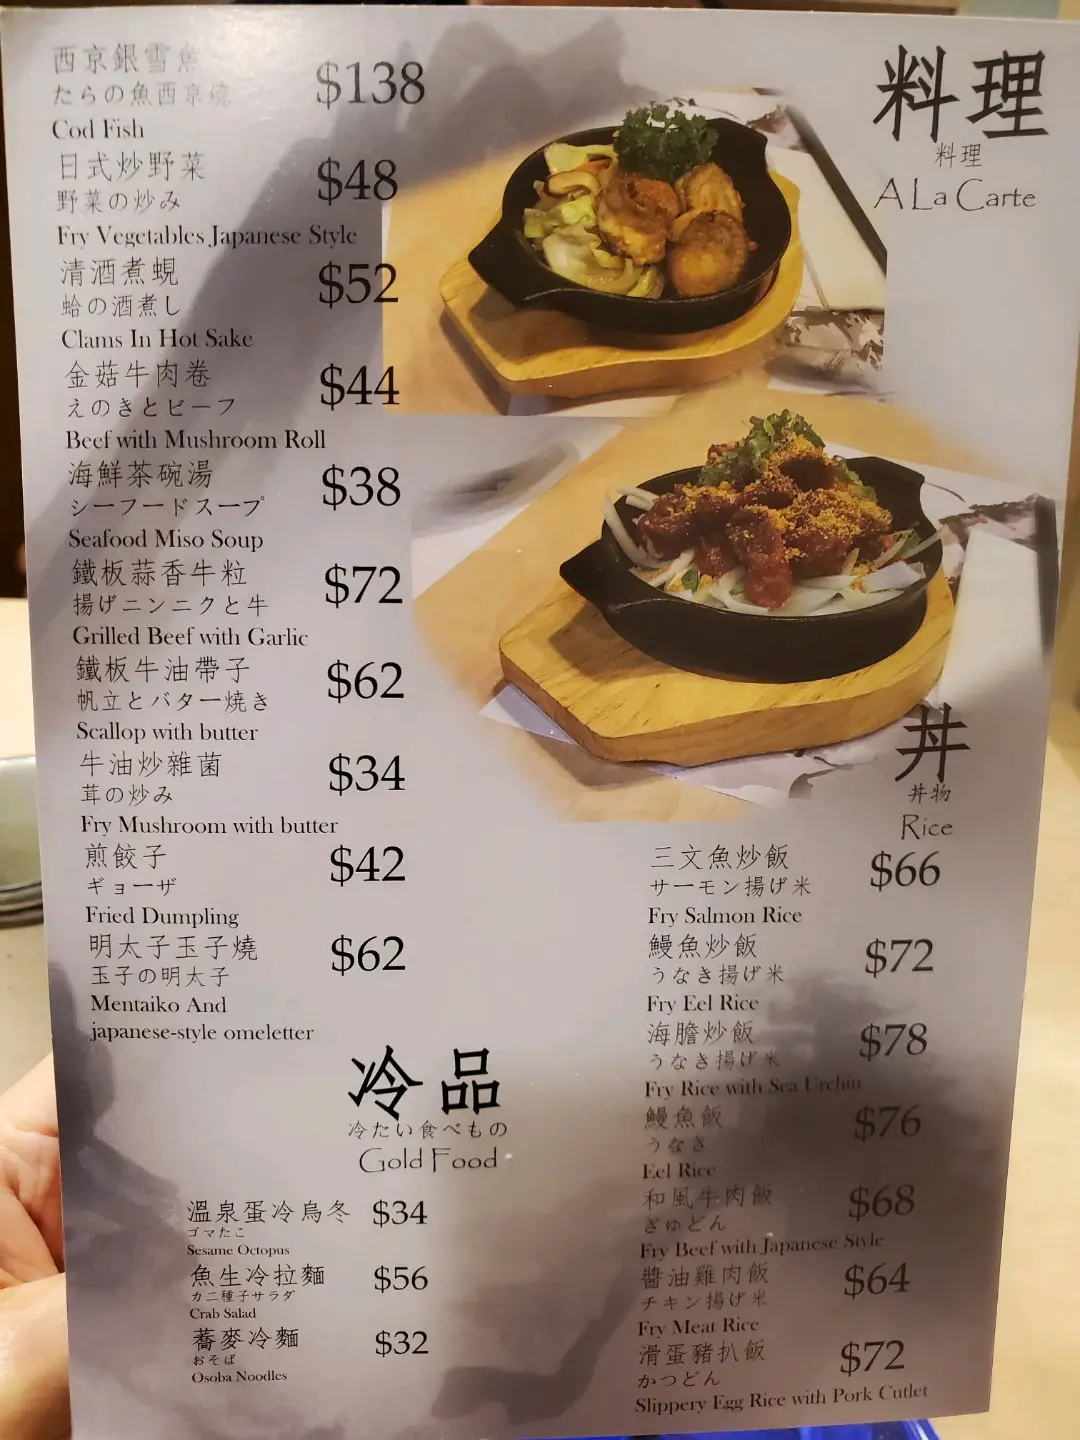 料理
料理
A La Carte
西京銀雪魚
$138
たらの魚西京焼
Cod Fish
日式炒野菜
$48
野菜の炒み
Fry Vegetables Japanese Style
清酒煮蜆
$52
蛤の酒煮し
Clams In Hot Sake
金菇牛肉卷
$44
えのきとビーフ
Beef with Mushroom Roll
海鮮茶碗湯
$38
シーフードスープ
Seafood Miso Soup
鐵板蒜香牛粒
$72
揚げニンニクと牛
Grilled Beef with Garlic
鐵板牛油帶子
$62
帆立とバター焼き
Scallop with butter
牛油炒雜菌
$34
茸の炒み
Fry Mushroom with butter
煎餃子
$42
ギョーザ
Fried Dumpling
明太子玉子燒
$62
玉子の明太子
Mentaiko And
japanese-style omeletter
冷品
冷たい食べもの
Gold Food
溫泉蛋冷烏冬
$34
ゴマたこ
Sesame Octopus
魚生冷拉麵
$56
カニ種子サラダ
Crab Salad
蕎麥冷麵
$32
おそば
Osoba Noodles
丼
丼物
Rice
三文魚炒飯
$66
サーモン揚げ米
Fry Salmon Rice
鰻魚炒飯
$72
うなき揚げ米
Fry Eel Rice
海膽炒飯
$78
うなき揚げ米
Fry Rice with Sea Urchin
鰻魚飯
$76
うなき
Eel Rice
和風牛肉飯
$68
ぎゅどん
Fry Beef with Japanese Style
醬油雞肉飯
$64
チキン揚げ米
Fry Meat Rice
滑蛋豬扒飯
$72
かつどん
Slippery Egg Rice with Pork Cutlet